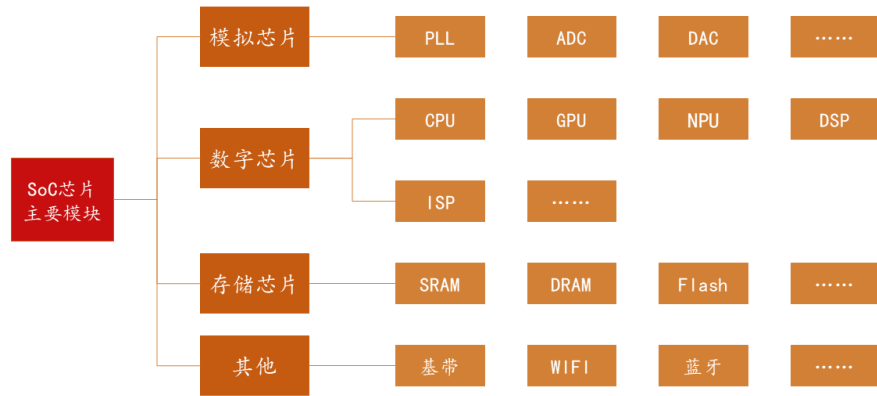 模拟芯片
PLL
ADC
DAC
……
数字芯片
CPU
GPU
NPU
DSP
ISP
……
SoC芯片
主要模块
存储芯片
SRAM
DRAM
Flash
……
其他
基带
WIFI
蓝牙
……